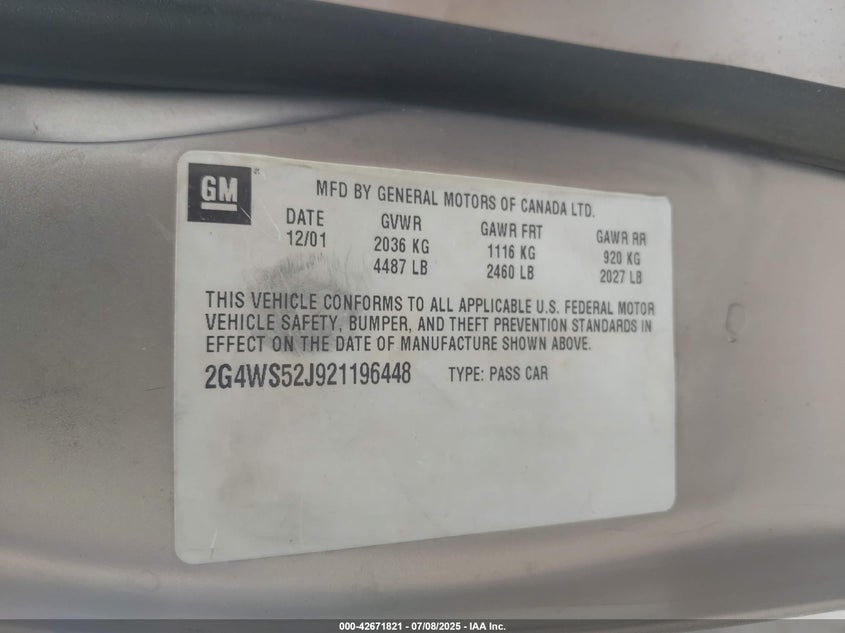 GM
MFD BY GENERAL MOTORS OF CANADA LTD.
DATE GVWR GAWR FRT GAWR RR
12/01 2036 KG 1116 KG 920 KG
4487 LB 2460 LB 2027 LB
THIS VEHICLE CONFORMS TO ALL APPLICABLE U.S. FEDERAL MOTOR
VEHICLE SAFETY, BUMPER, AND THEFT PREVENTION STANDARDS IN
EFFECT ON THE DATE OF MANUFACTURE SHOWN ABOVE.
2G4WS52J921196448 TYPE: PASS CAR
000-42671821 - 07/08/2025 - IAA Inc.